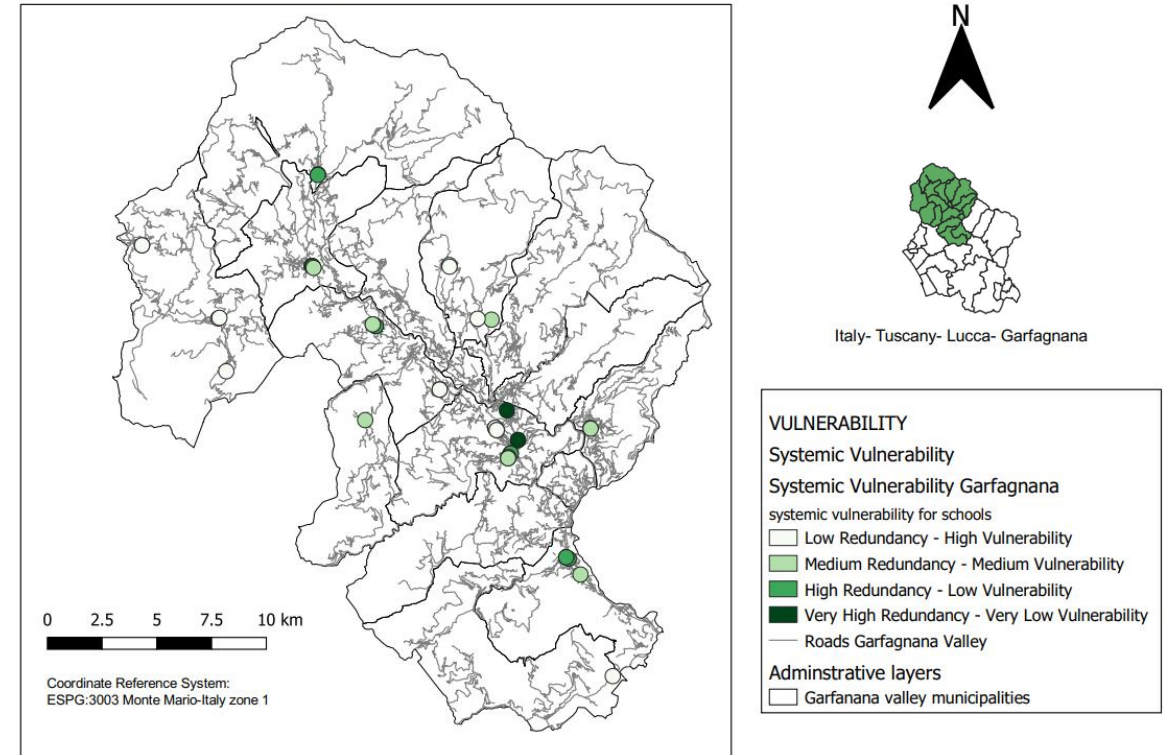 N
Italy- Tuscany- Lucca- Garfagnana
VULNERABILITY
Systemic Vulnerability
Systemic Vulnerability Garfagnana
systemic vulnerability for schools
Low Redundancy - High Vulnerability
Medium Redundancy - Medium Vulnerability
High Redundancy - Low Vulnerability
Very High Redundancy - Very Low Vulnerability
Roads Garfagnana Valley
Adminstrative layers
Garfanana valley municipalities
0 2.5 5 7.5 10 km
Coordinate Reference System:
ESPG:3003 Monte Mario-Italy zone 1